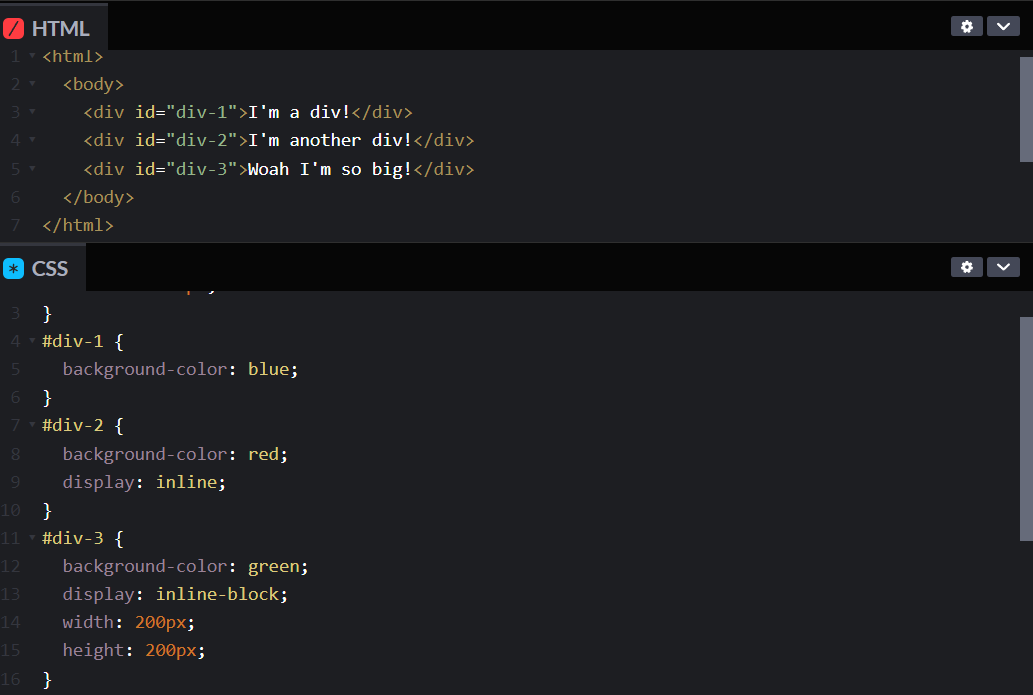 HTML
1 <html>
2 <body>
3 <div id="div-1">I'm a div!</div>
4 <div id="div-2">I'm another div!</div>
5 <div id="div-3">Woah I'm so big!</div>
6 </body>
7 </html>
CSS
3 }
4 #div-1 {
5 background-color: blue;
6 }
7 #div-2 {
8 background-color: red;
9 display: inline;
10 }
11 #div-3 {
12 background-color: green;
13 display: inline-block;
14 width: 200px;
15 height: 200px;
16 }